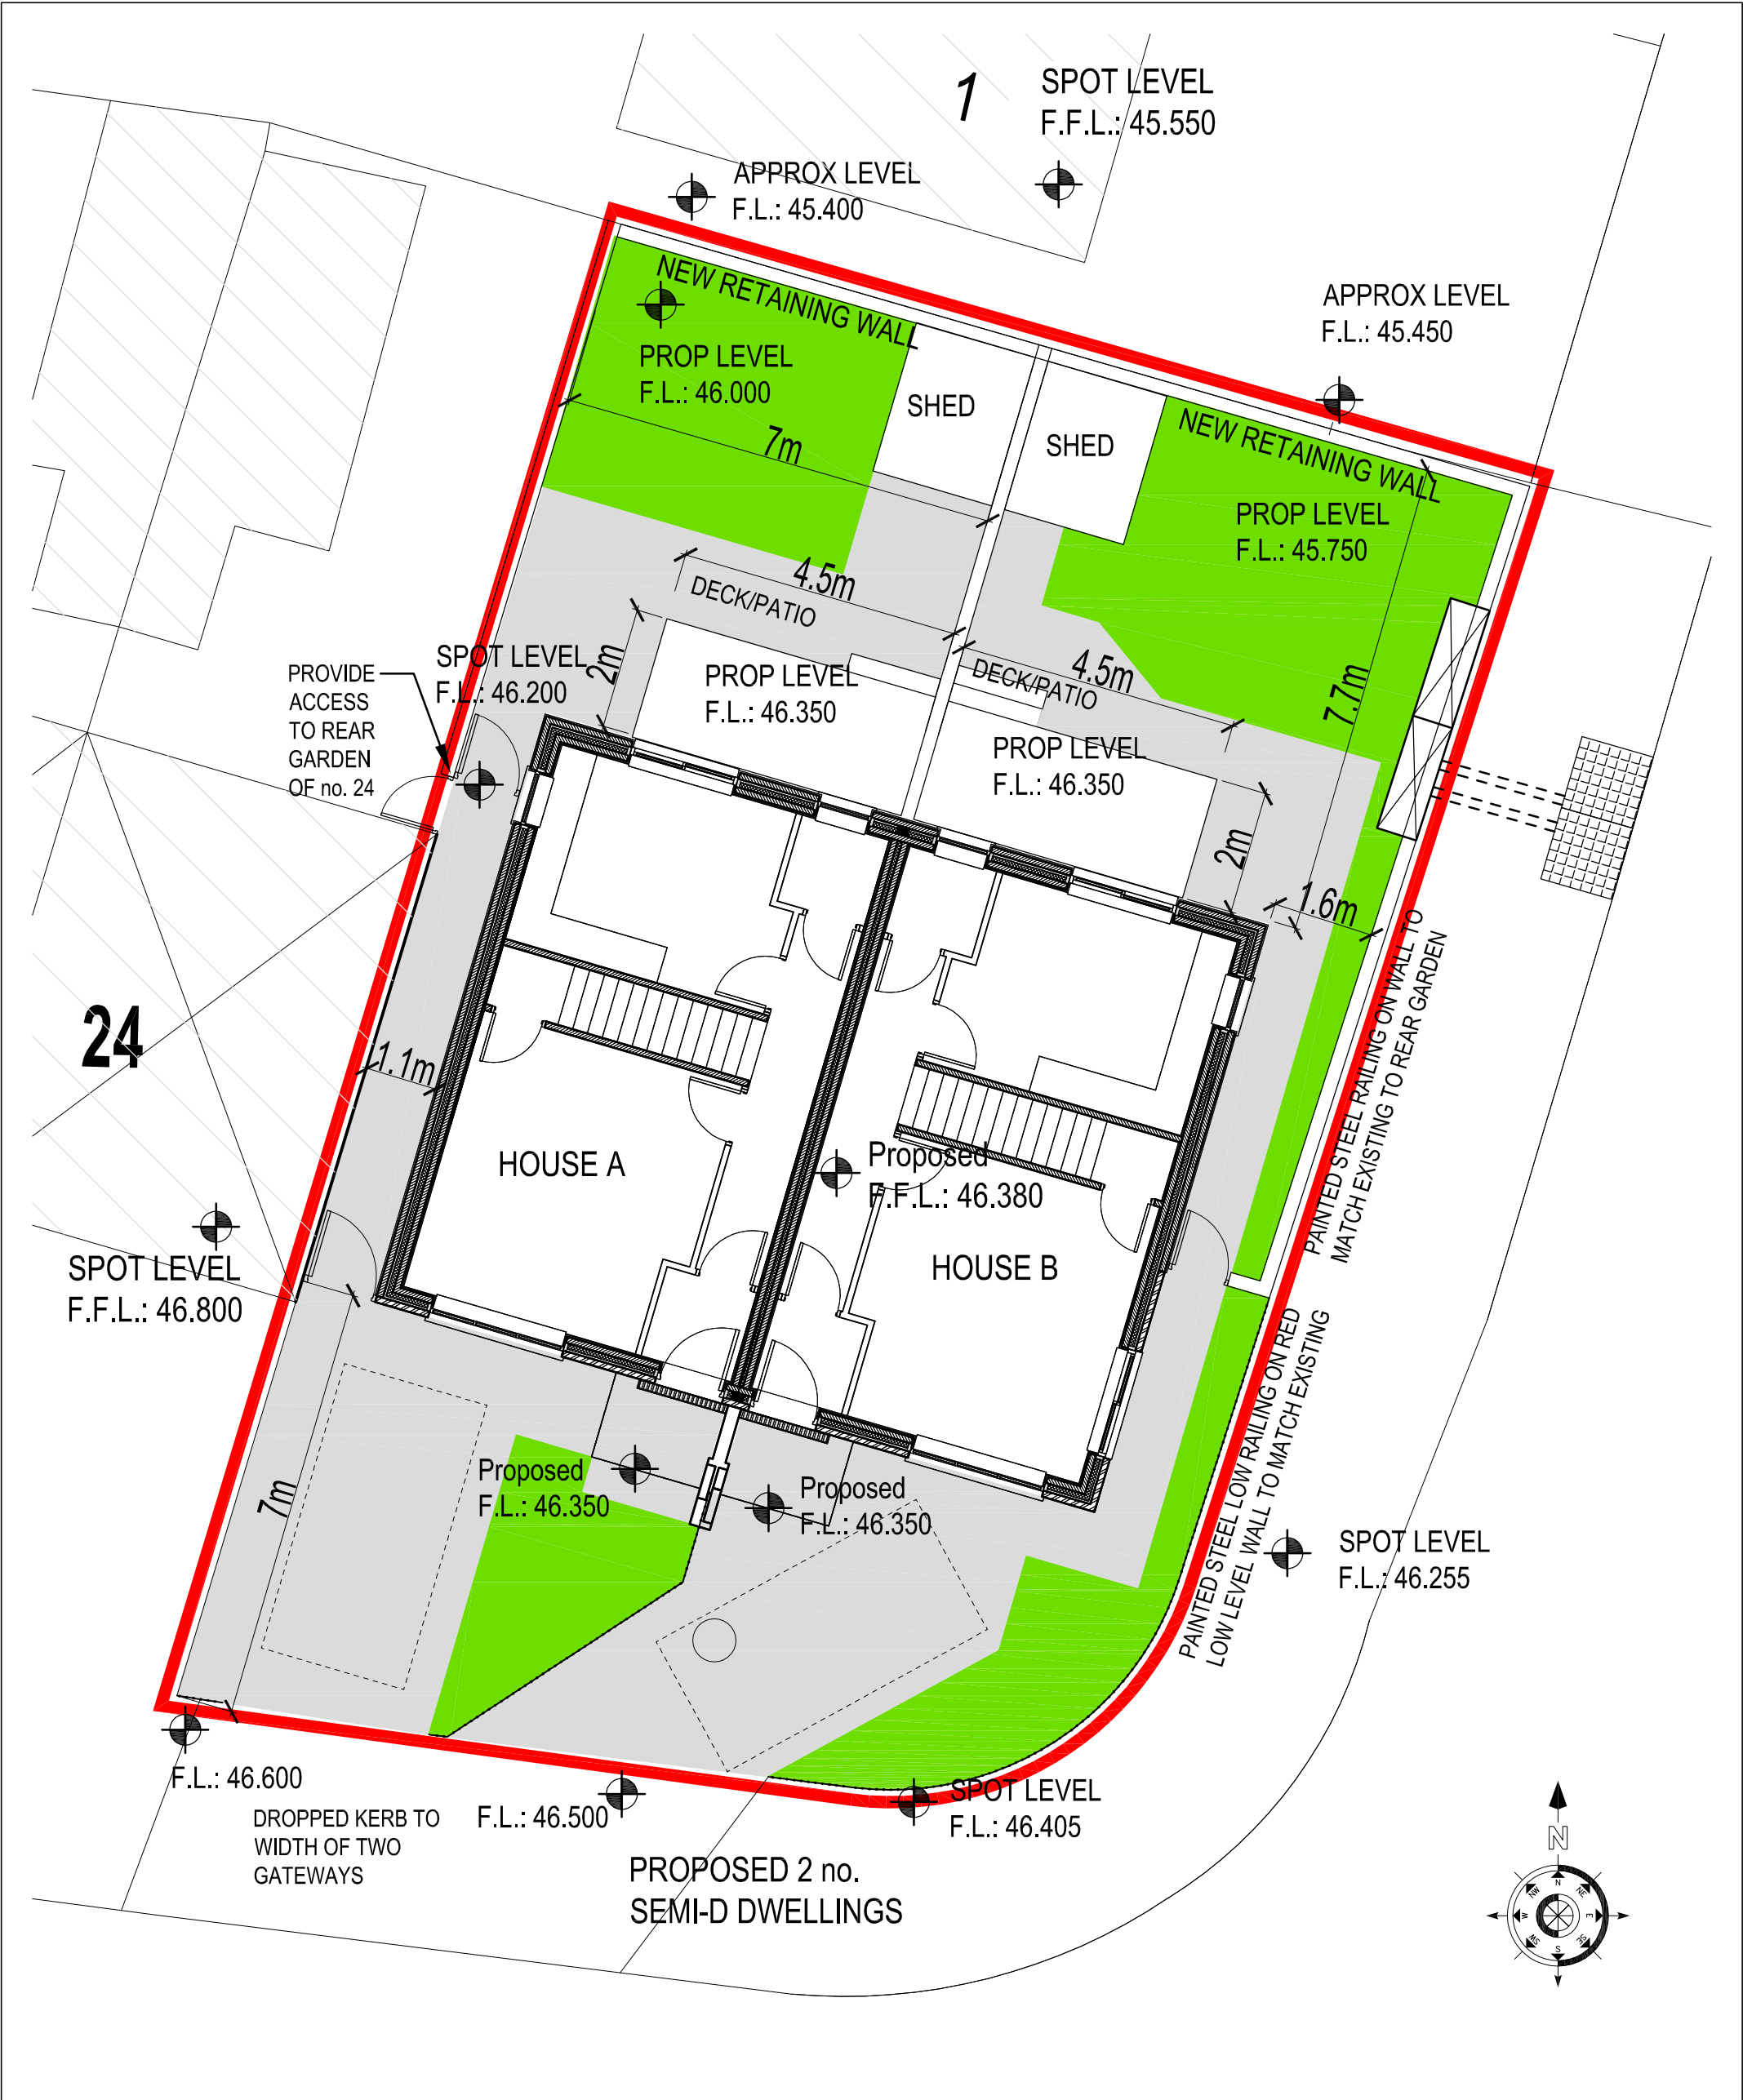 1
SPOT LEVEL
F.F.L.: 45.550
APPROX LEVEL
F.L.: 45.400
NEW RETAINING WALL
APPROX LEVEL
F.L.: 45.450
PROP LEVEL
F.L.: 46.000
SHED
7m
SHED
NEW RETAINING WALL
PROP LEVEL
F.L.: 45.750
4.5m
DECK/PATIO
PROVIDE
ACCESS
TO REAR
GARDEN
OF no. 24
SPOT LEVEL
F.L.: 46.200
2m
PROP LEVEL
F.L.: 46.350
4.5m
DECK/PATIO
7.7m
PROP LEVEL
F.L.: 46.350
2m
1.6m
24
1.1m
PAINTED STEEL RAILING ON WALL TO
MATCH EXISTING TO REAR GARDEN
HOUSE A
Proposed
F.F.L.: 46.380
HOUSE B
SPOT LEVEL
F.F.L.: 46.800
PAINTED STEEL LOW RAILING ON RED
LOW LEVEL WALL TO MATCH EXISTING
7m
Proposed
F.L.: 46.350
Proposed
F.L.: 46.350
SPOT LEVEL
F.L.: 46.255
F.L.: 46.600
DROPPED KERB TO
WIDTH OF TWO
GATEWAYS
F.L.: 46.500
SPOT LEVEL
F.L.: 46.405
PROPOSED 2 no.
SEMI-D DWELLINGS
N
N
NE
E
SE
S
SW
W
NW